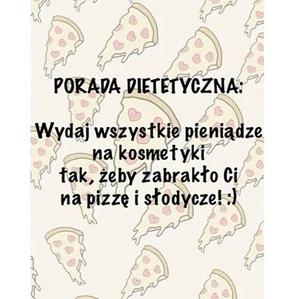 PORADA DIETETYCZNA:
Wydaj wszystkie pieniądze
na kosmetyki
tak, żeby zabrakło Ci
na pizzę i słodycze! :)